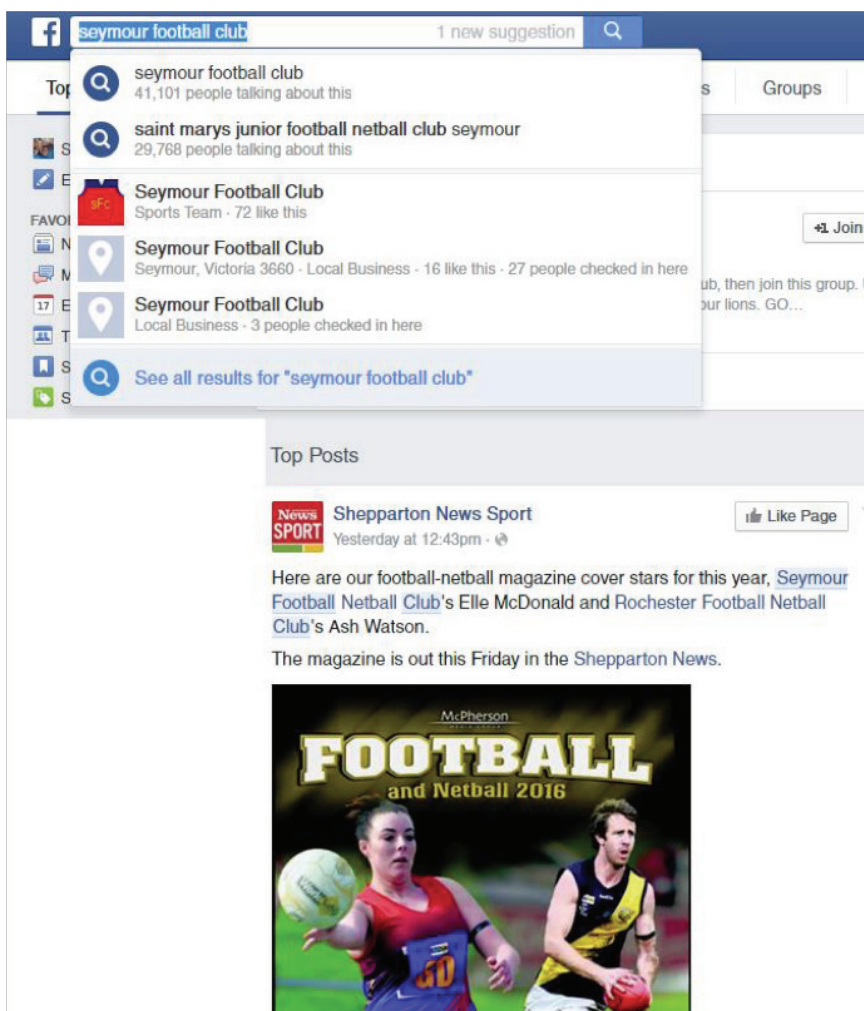 f
seymour football club 1 new suggestion
seymour football club
41,101 people talking about this
Top s Groups
saint marys junior football netball club seymour
29,768 people talking about this
S
E
Seymour Football Club
sFc
Sports Team · 72 like this
FAVO
+1 Join
N
Seymour Football Club
Seymour, Victoria 3660 · Local Business · 16 like this · 27 people checked in here
M
ub, then join this group.
17 E
Seymour Football Club
our lions. GO...
Local Business · 3 people checked in here
T
S
See all results for "seymour football club"
S
Top Posts
News
SPORT
Shepparton News Sport
Like Page
Yesterday at 12:43pm ·
Here are our football-netball magazine cover stars for this year, Seymour
Football Netball Club's Elle McDonald and Rochester Football Netball
Club's Ash Watson.
The magazine is out this Friday in the Shepparton News.
McPherson
FOOTBALL
and Netball 2016
GD